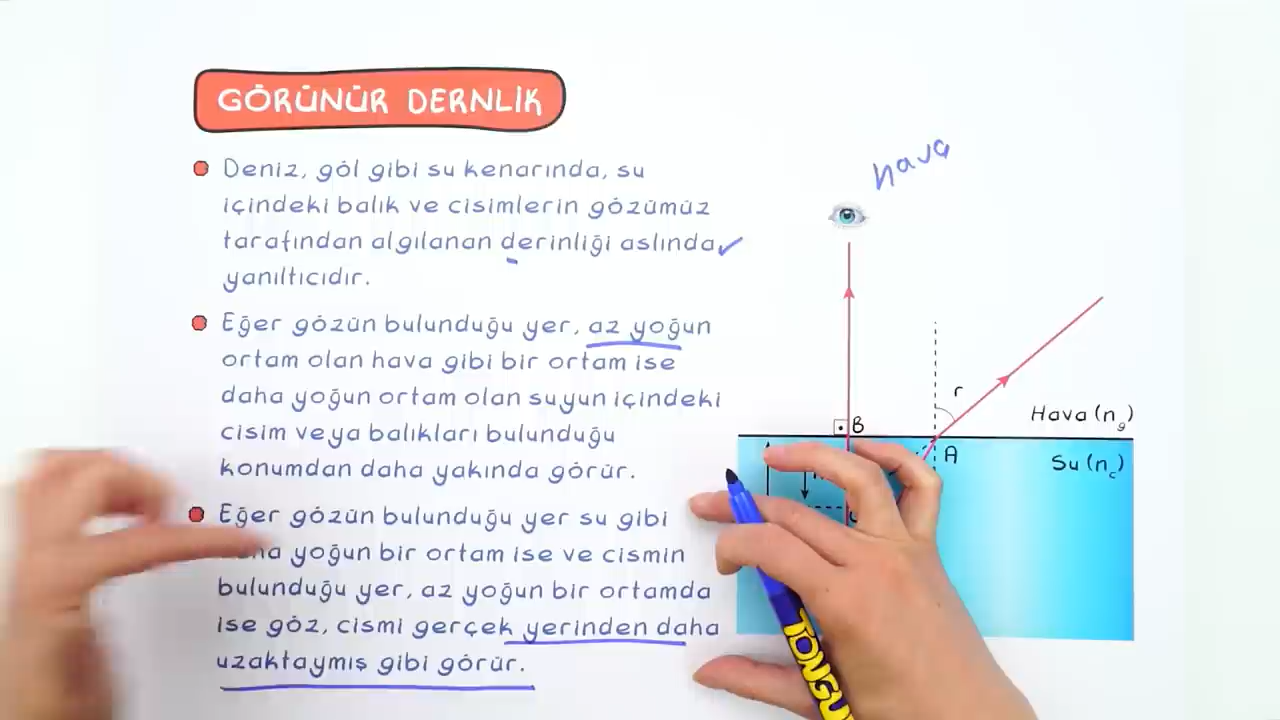 GÖRÜNÜR DERNLİK
Deniz, göl gibi su kenarında, su
içindeki balık ve cisimlerin gözümüz
tarafından algılanan derinliği aslında
yanıltıcıdır.
Eğer gözün bulunduğu yer, az yoğun
ortam olan hava gibi bir ortam ise
daha yoğun ortam olan suyun içindeki
cisim veya balıkları bulunduğu
konumdan daha yakında görür.
Eğer gözün bulunduğu yer su gibi
yoğun bir ortam ise ve cismin
bulunduğu yer, az yoğun bir ortamda
ise göz, cismi gerçek yerinden daha
uzaktaymış gibi görür.
hava
r
Hava (ng)
B
A
Su (nç)